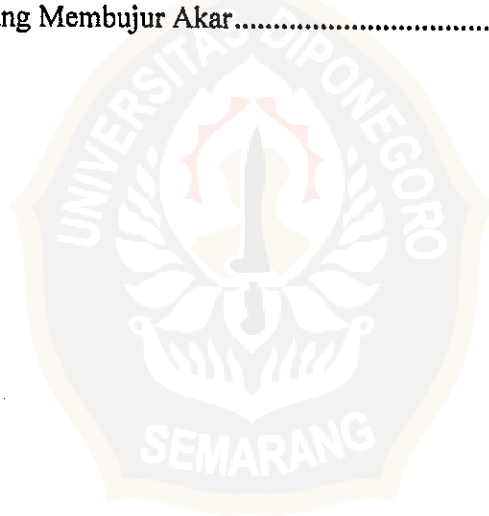 ng Membujur Akar.................................
UNIVERSITAS DIPONEGORO
SEMARANG